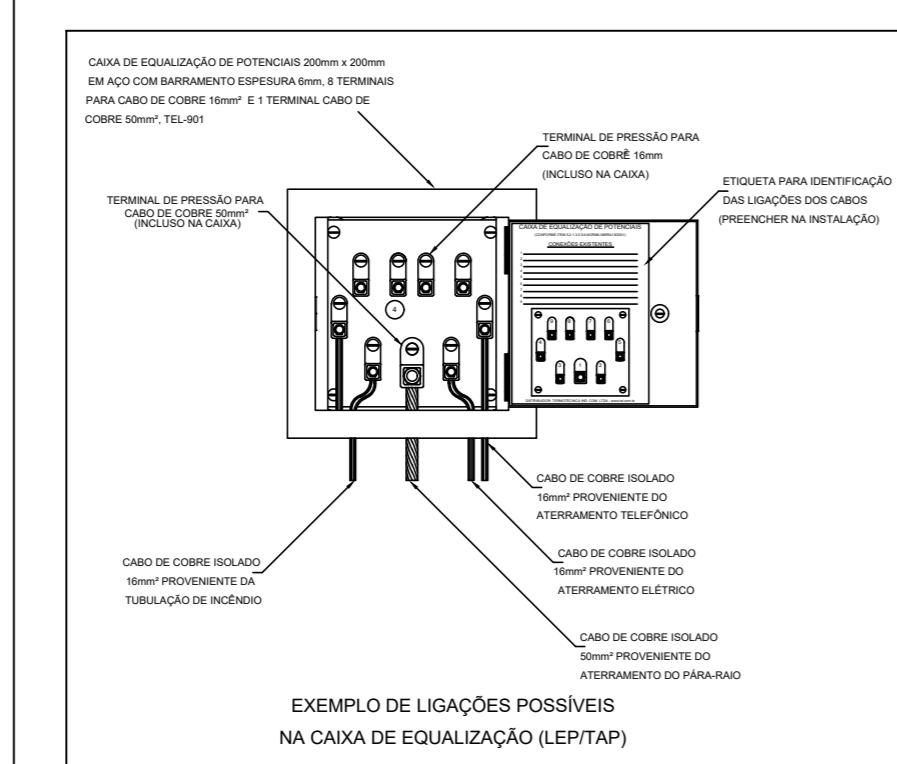 CAIXA DE EQUALIZAÇÃO DE POTENCIAIS 200mm x 200mm
EM AÇO COM BARRAMENTO ESPESURA 6mm, 8 TERMINAIS
PARA CABO DE COBRE 16mm² E 1 TERMINAL CABO DE
COBRE 50mm², TEL-901
TERMINAL DE PRESSÃO PARA
CABO DE COBRE 16mm
(INCLUSO NA CAIXA)
ETIQUETA PARA IDENTIFICAÇÃO
DAS LIGAÇÕES DOS CABOS
(PREENCHER NA INSTALAÇÃO)
TERMINAL DE PRESSÃO PARA
CABO DE COBRE 50mm²
(INCLUSO NA CAIXA)
CAIXA DE EQUALIZAÇÃO DE POTENCIAIS
CONEXÕES EXISTENTES
4
CABO DE COBRE ISOLADO
16mm² PROVENIENTE DO
ATERRAMENTO TELEFÔNICO
CABO DE COBRE ISOLADO
16mm² PROVENIENTE DA
TUBULAÇÃO DE INCÊNDIO
CABO DE COBRE ISOLADO
16mm² PROVENIENTE DO
ATERRAMENTO ELÉTRICO
CABO DE COBRE ISOLADO
50mm² PROVENIENTE DO
ATERRAMENTO DO PÁRA-RAIO
EXEMPLO DE LIGAÇÕES POSSÍVEIS
NA CAIXA DE EQUALIZAÇÃO (LEP/TAP)